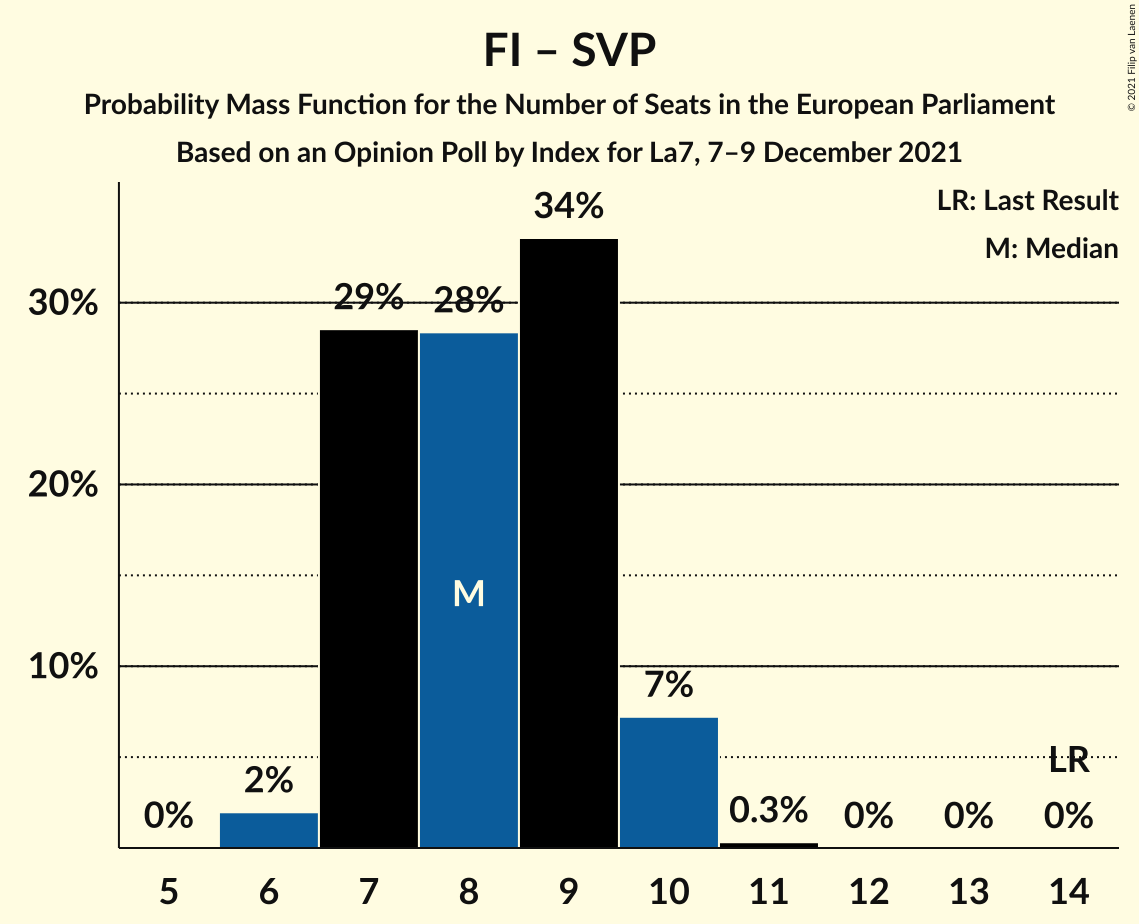 FI – SVP
Probability Mass Function for the Number of Seats in the European Parliament
Based on an Opinion Poll by Index for La7, 7–9 December 2021
© 2021 Filip van Laenen
LR: Last Result
M: Median
34%
30%
29%
28%
20%
M
10%
7%
LR
2%
0%
0.3%
0%
0%
0%
5 6 7 8 9 10 11 12 13 14